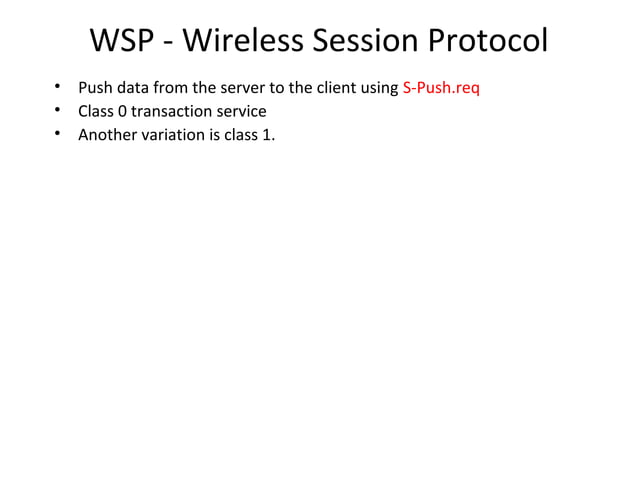 WSP - Wireless Session Protocol
• Push data from the server to the client using S-Push.req
• Class 0 transaction service
• Another variation is class 1.